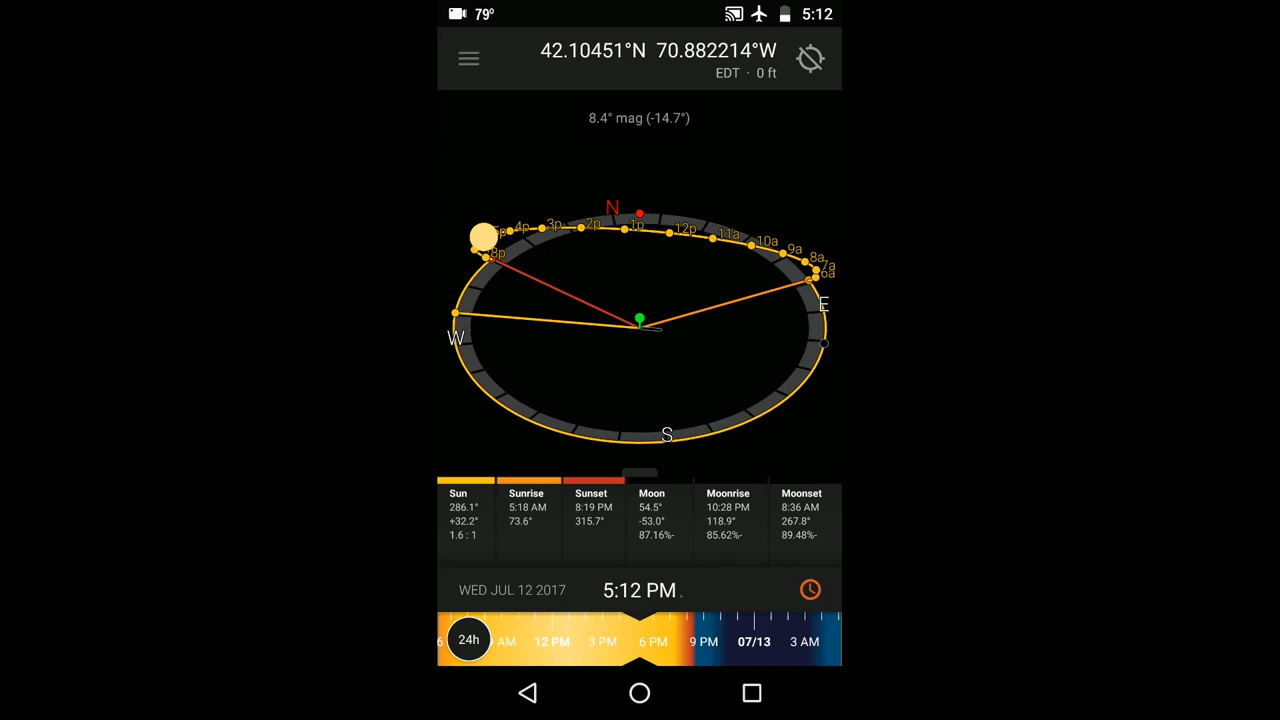 79° 5:12
42.10451°N 70.882214°W
EDT · 0 ft
8.4° mag (-14.7°)
N
5p 4p 3p 2p 1p 12p 11a 10a 9a 8a 7a 6a
8p
E
W
S
Sun Sunrise Sunset Moon Moonrise Moonset
286.1° 5:18 AM 8:19 PM 54.5° 10:28 PM 8:36 AM
+32.2° 73.6° 315.7° -53.0° 118.9° 267.8°
1.6 : 1 87.16%- 85.62%- 89.48%-
WED JUL 12 2017 5:12 PM.
6 24h AM 12 PM 3 PM 6 PM 9 PM 07/13 3 AM